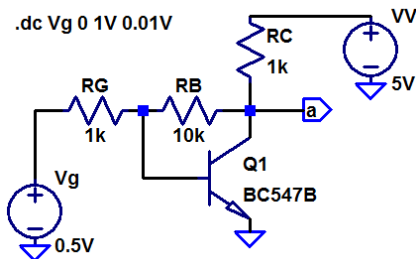 .dc Vg 0 1V 0.01V
VV
RC
1k
5V
RG
1k
RB
10k
a
Q1
BC547B
Vg
0.5V